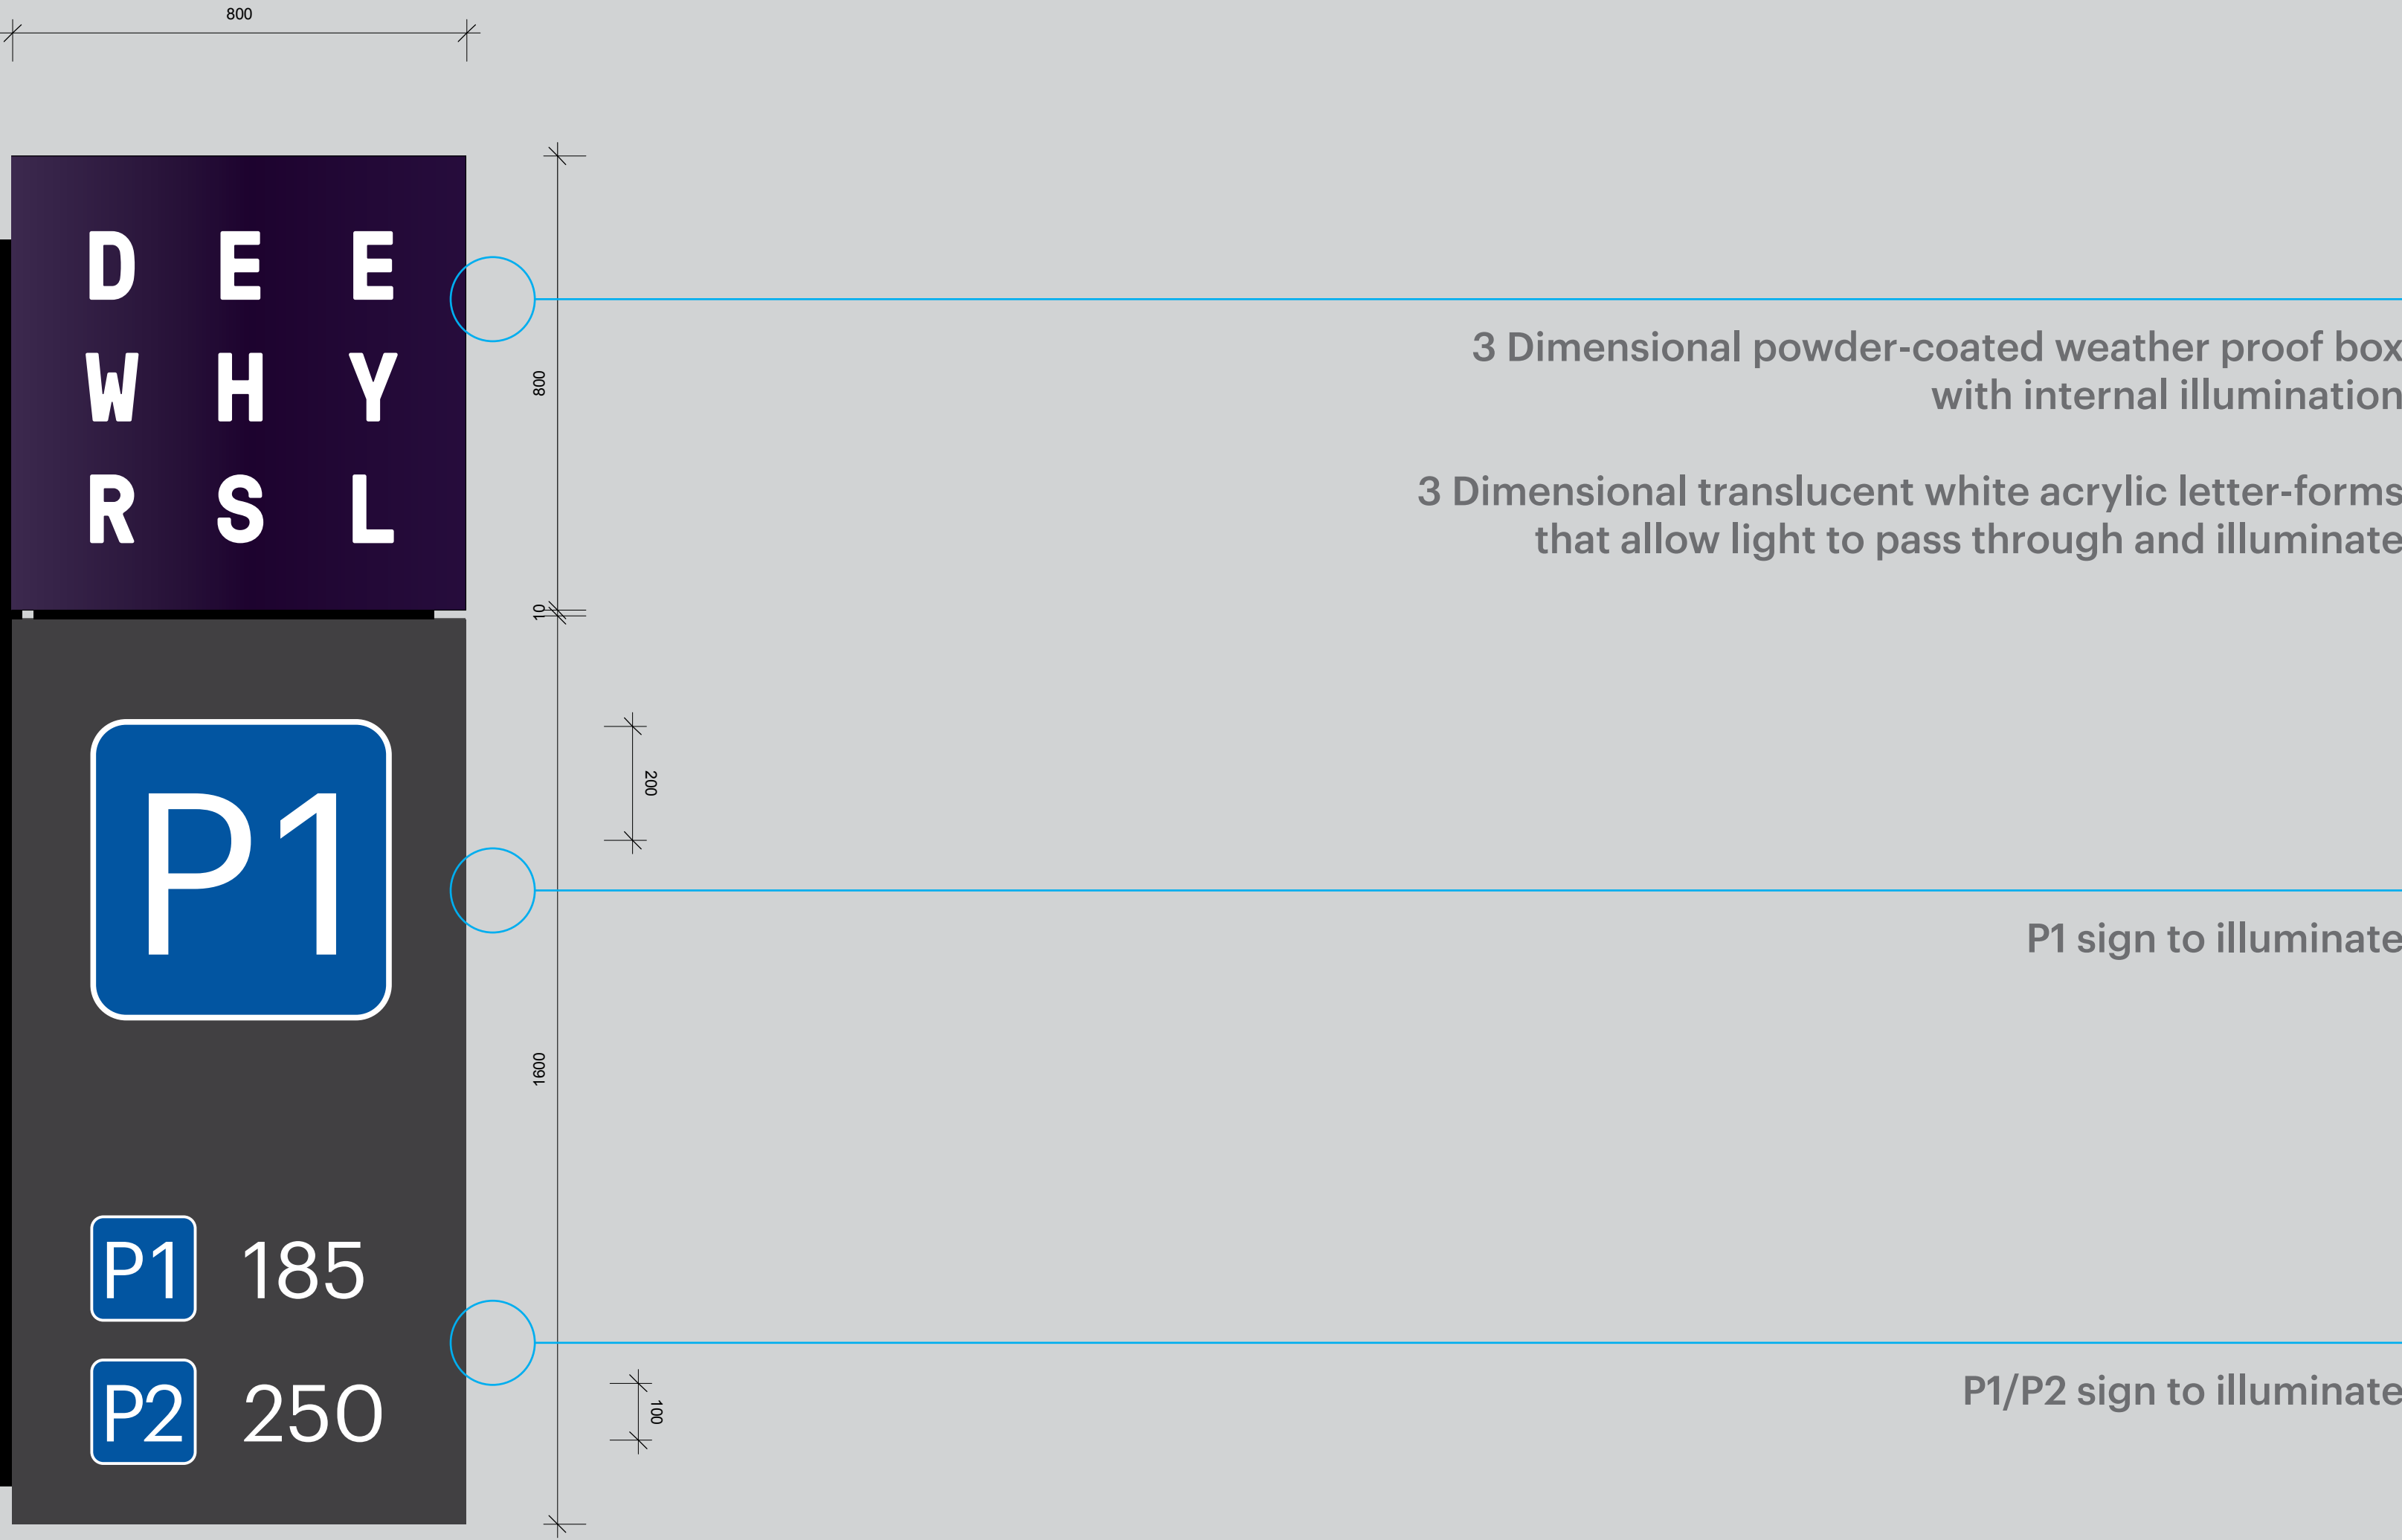 800
D E E
W H Y
R S L
800
3 Dimensional powder-coated weather proof box
with internal illumination
3 Dimensional translucent white acrylic letter-forms
that allow light to pass through and illuminate
10
200
P1
P1 sign to illuminate
1600
P1 185
P1/P2 sign to illuminate
P2 250
100